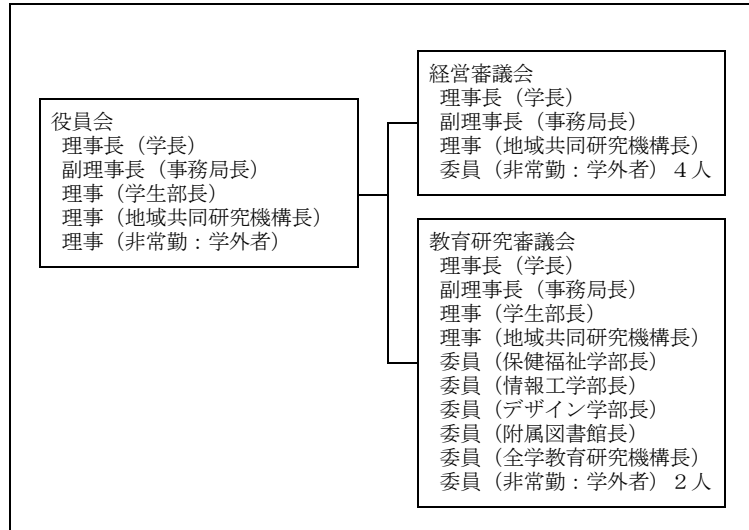 役員会
理事長（学長）
副理事長（事務局長）
理事（学生部長）
理事（地域共同研究機構長）
理事（非常勤：学外者）
経営審議会
理事長（学長）
副理事長（事務局長）
理事（地域共同研究機構長）
委員（非常勤：学外者）４人
教育研究審議会
理事長（学長）
副理事長（事務局長）
理事（学生部長）
理事（地域共同研究機構長）
委員（保健福祉学部長）
委員（情報工学部長）
委員（デザイン学部長）
委員（附属図書館長）
委員（全学教育研究機構長）
委員（非常勤：学外者）２人